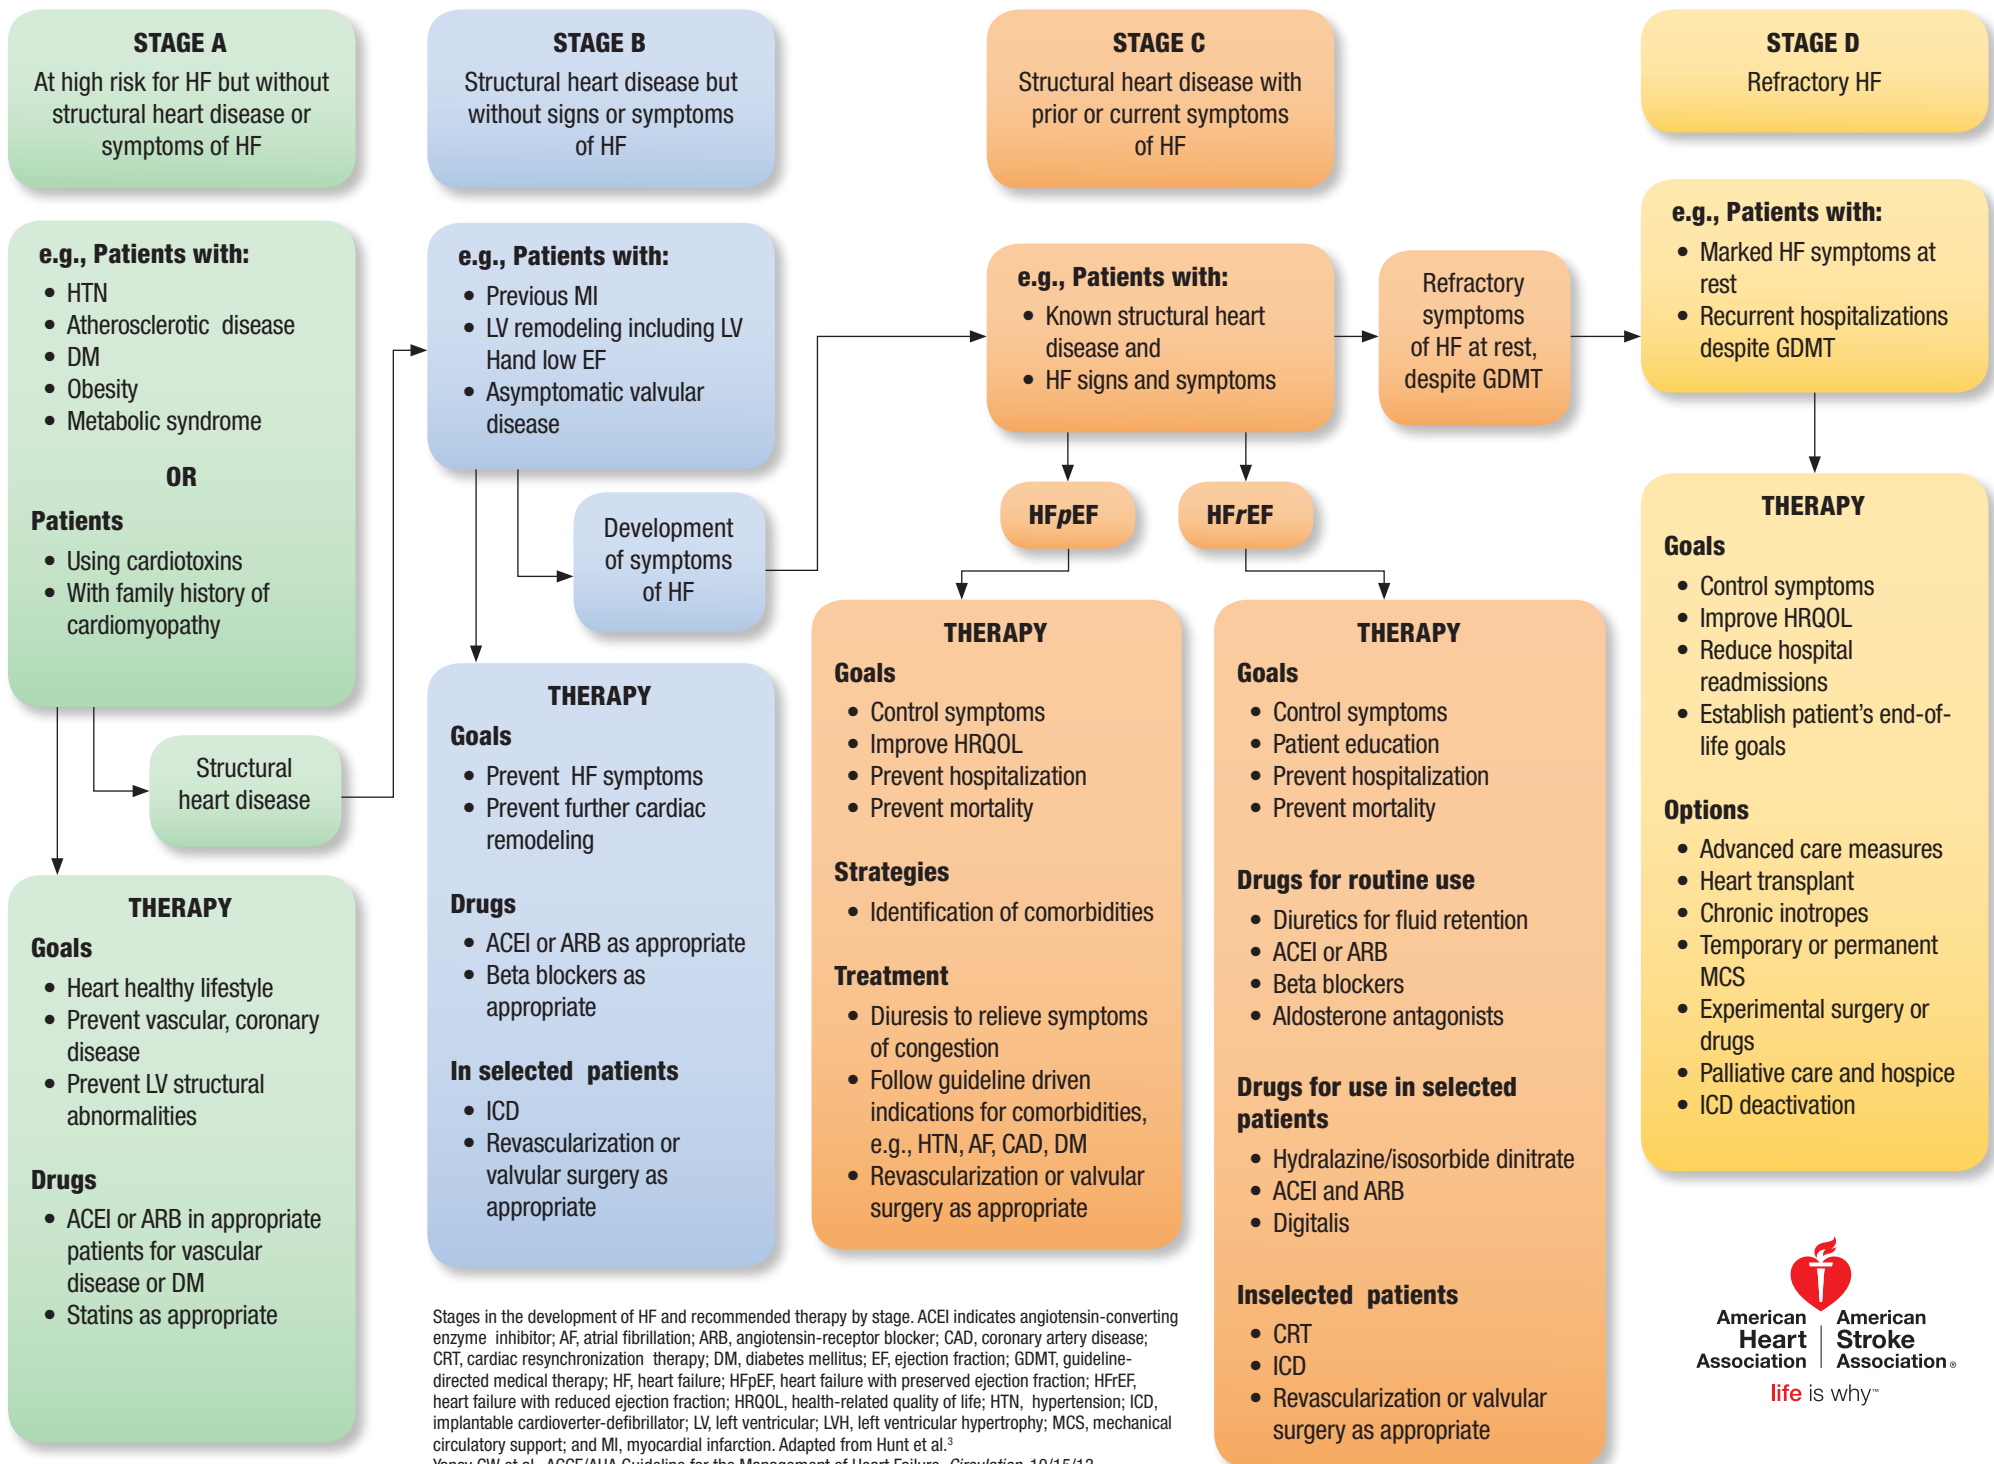 STAGE A
At high risk for HF but without
structural heart disease or
symptoms of HF
e.g., Patients with:
• HTN
• Atherosclerotic disease
• DM
• Obesity
• Metabolic syndrome
OR
Patients
• Using cardiotoxins
• With family history of
cardiomyopathy
Structural
heart disease
THERAPY
Goals
• Heart healthy lifestyle
• Prevent vascular, coronary
disease
• Prevent LV structural
abnormalities
Drugs
• ACEI or ARB in appropriate
patients for vascular
disease or DM
• Statins as appropriate
STAGE B
Structural heart disease but
without signs or symptoms
of HF
e.g., Patients with:
• Previous MI
• LV remodeling including LV
Hand low EF
• Asymptomatic valvular
disease
Development
of symptoms
of HF
THERAPY
Goals
• Prevent HF symptoms
• Prevent further cardiac
remodeling
Drugs
• ACEI or ARB as appropriate
• Beta blockers as
appropriate
In selected patients
• ICD
• Revascularization or
valvular surgery as
appropriate
STAGE C
Structural heart disease with
prior or current symptoms
of HF
e.g., Patients with:
• Known structural heart
disease and
• HF signs and symptoms
Refractory
symptoms
of HF at rest,
despite GDMT
HFpEF
HFrEF
THERAPY
Goals
• Control symptoms
• Improve HRQOL
• Prevent hospitalization
• Prevent mortality
Strategies
• Identification of comorbidities
Treatment
• Diuresis to relieve symptoms
of congestion
• Follow guideline driven
indications for comorbidities,
e.g., HTN, AF, CAD, DM
• Revascularization or valvular
surgery as appropriate
THERAPY
Goals
• Control symptoms
• Patient education
• Prevent hospitalization
• Prevent mortality
Drugs for routine use
• Diuretics for fluid retention
• ACEI or ARB
• Beta blockers
• Aldosterone antagonists
Drugs for use in selected
patients
• Hydralazine/isosorbide dinitrate
• ACEI and ARB
• Digitalis
Inselected patients
• CRT
• ICD
• Revascularization or valvular
surgery as appropriate
STAGE D
Refractory HF
e.g., Patients with:
• Marked HF symptoms at
rest
• Recurrent hospitalizations
despite GDMT
THERAPY
Goals
• Control symptoms
• Improve HRQOL
• Reduce hospital
readmissions
• Establish patient's end-of-
life goals
Options
• Advanced care measures
• Heart transplant
• Chronic inotropes
• Temporary or permanent
MCS
• Experimental surgery or
drugs
• Palliative care and hospice
• ICD deactivation
Stages in the development of HF and recommended therapy by stage. ACEI indicates angiotensin-converting
enzyme inhibitor; AF, atrial fibrillation; ARB, angiotensin-receptor blocker; CAD, coronary artery disease;
CRT, cardiac resynchronization therapy; DM, diabetes mellitus; EF, ejection fraction; GDMT, guideline-
directed medical therapy; HF, heart failure; HFpEF, heart failure with preserved ejection fraction; HFrEF,
heart failure with reduced ejection fraction; HRQOL, health-related quality of life; HTN, hypertension; ICD,
implantable cardioverter-defibrillator; LV, left ventricular; LVH, left ventricular hypertrophy; MCS, mechanical
circulatory support; and MI, myocardial infarction. Adapted from Hunt et al.³
Yancy CW et al. ACCF/AHA Guideline for the Management of Heart Failure, Circulation 10/15/13
American
Heart
Association
American
Stroke
Association®
life is why™